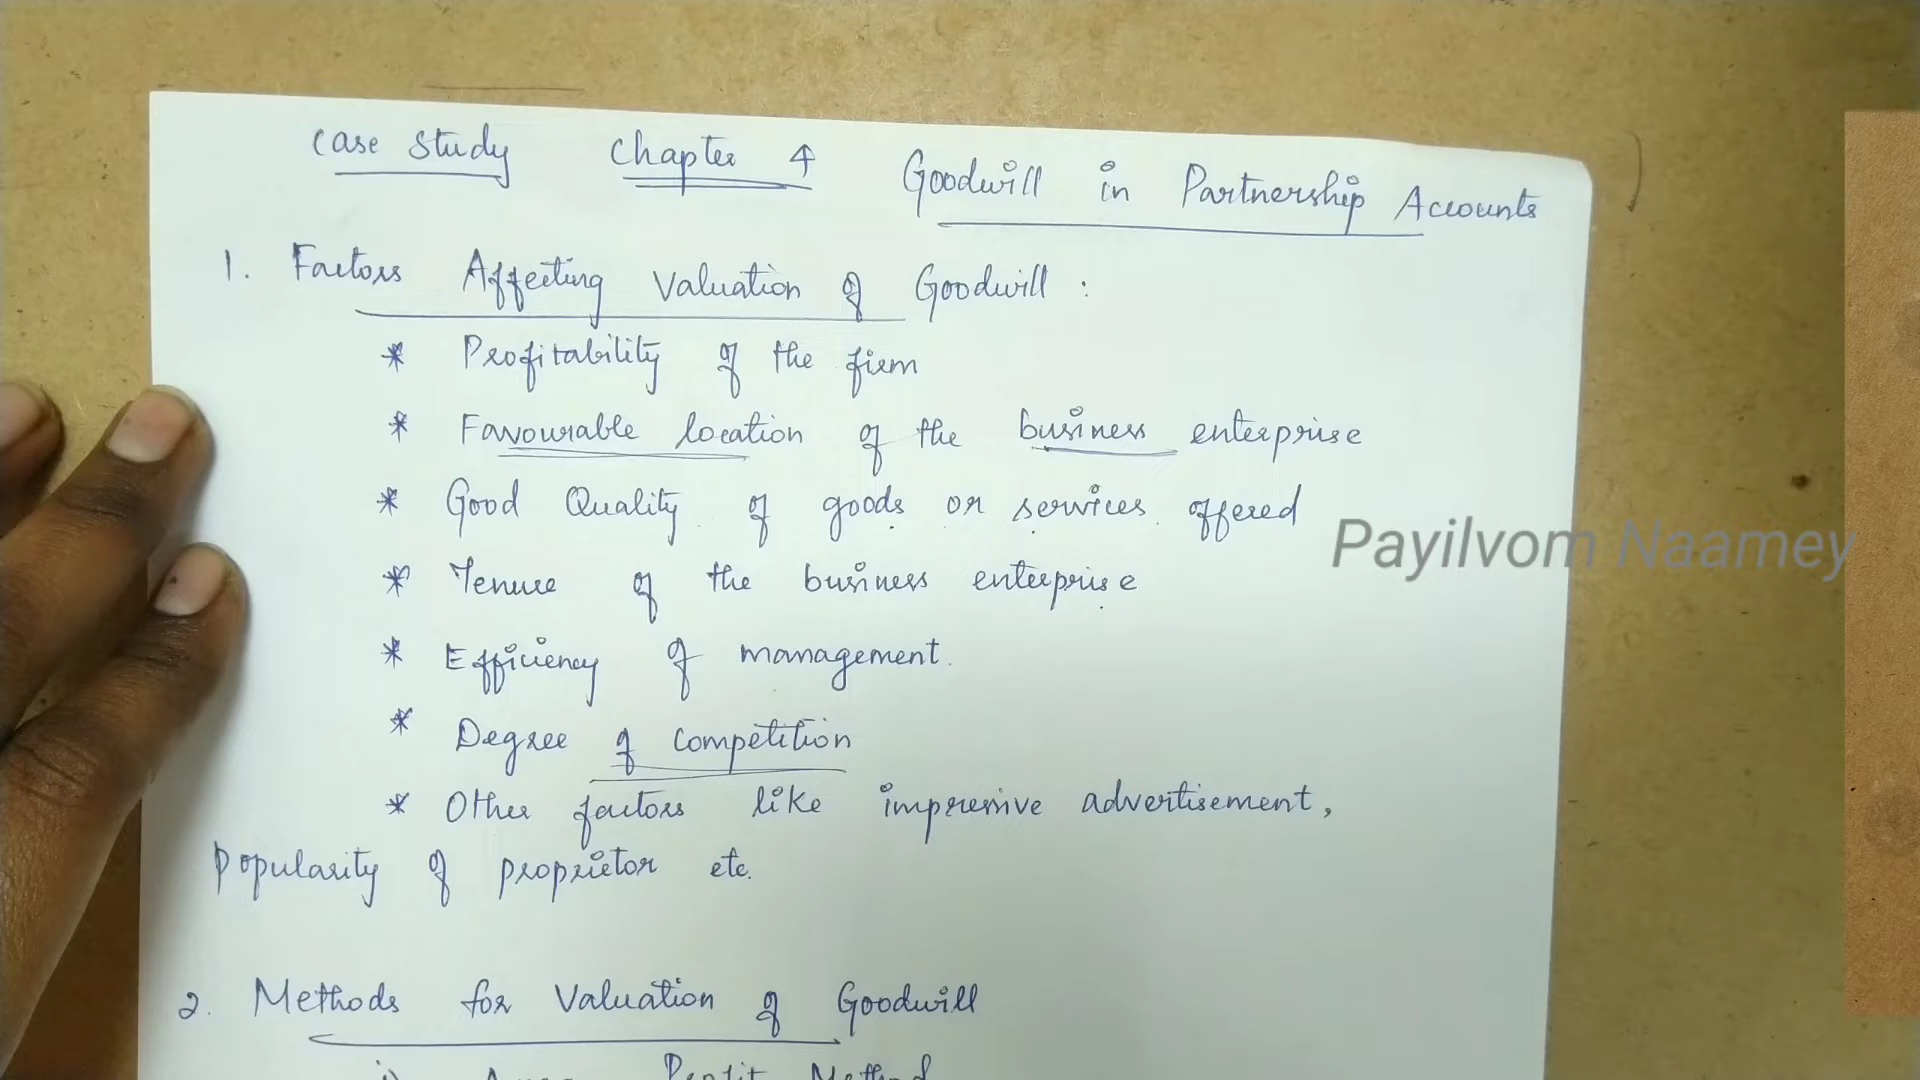 Case Study Chapter 4 Goodwill in Partnership Accounts
1. Factors Affecting Valuation of Goodwill :
* Profitability of the firm
* Favourable location of the business enterprise
* Good Quality of goods or services offered
Payilvom Naamey
* Tenure of the business enterprise
* Efficiency of management.
* Degree of competition
* Other factors like impressive advertisement,
Popularity of proprietor etc.
2. Methods for Valuation of Goodwill
Profit Method